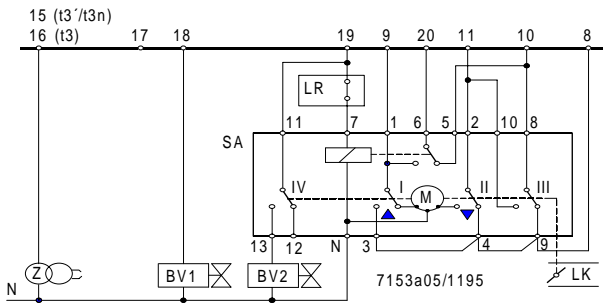 15 (t3´/t3n)
16 (t3) 17 18 19 9 20 11 10 8
LR
11 7 1 6 5 2 10 8
SA
IV I M II III
13 12 N 3 4 9
Z BV1 BV2 7153a05/1195 LK
N